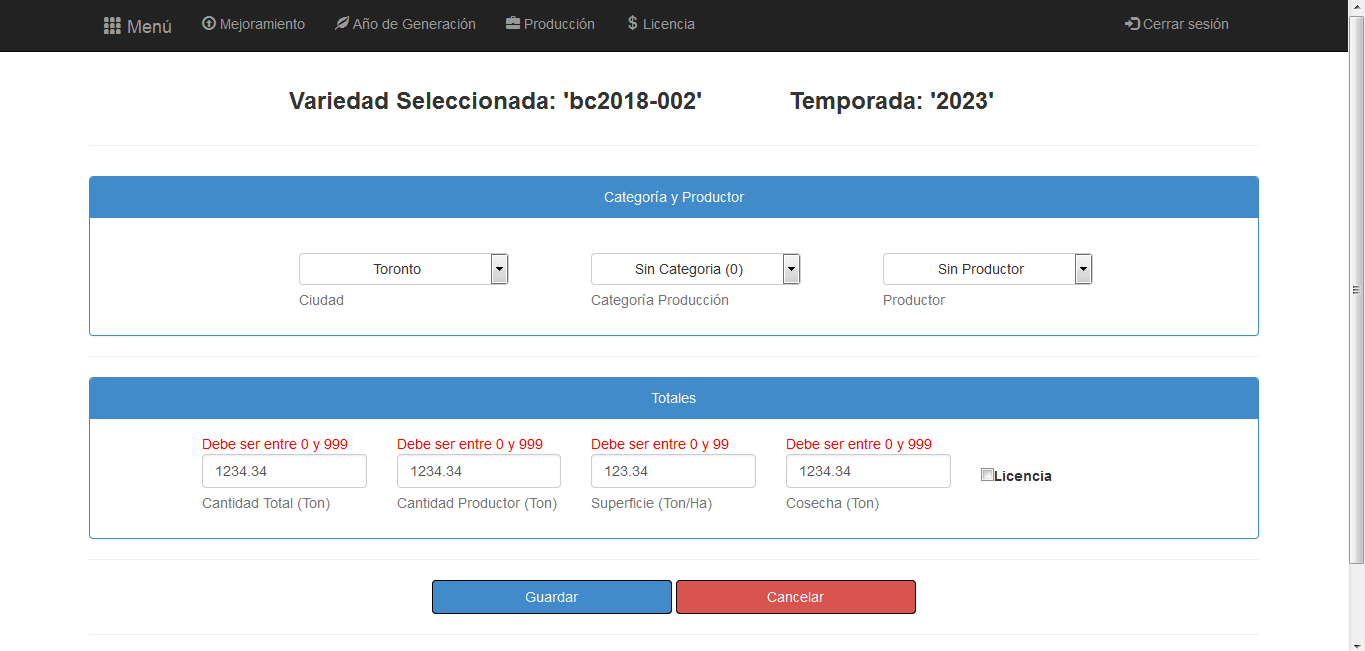 Menú Mejoramiento Año de Generación Producción $ Licencia Cerrar sesión
Variedad Seleccionada: 'bc2018-002' Temporada: '2023'
Categoría y Productor
Toronto Sin Categoria (0) Sin Productor
Ciudad Categoría Producción Productor
Totales
Debe ser entre 0 y 999 Debe ser entre 0 y 999 Debe ser entre 0 y 99 Debe ser entre 0 y 999
1234.34 1234.34 123.34 1234.34 Licencia
Cantidad Total (Ton) Cantidad Productor (Ton) Superficie (Ton/Ha) Cosecha (Ton)
Guardar Cancelar